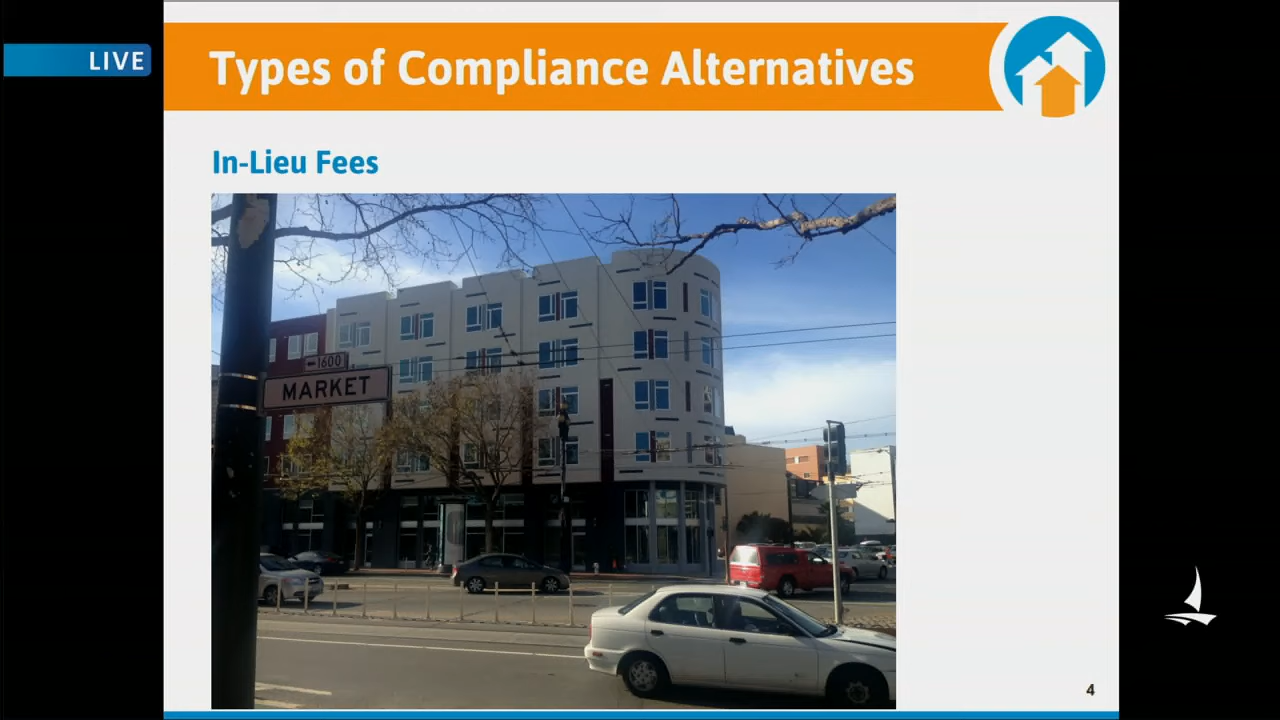 LIVE
Types of Compliance Alternatives
In-Lieu Fees
1600
MARKET
4